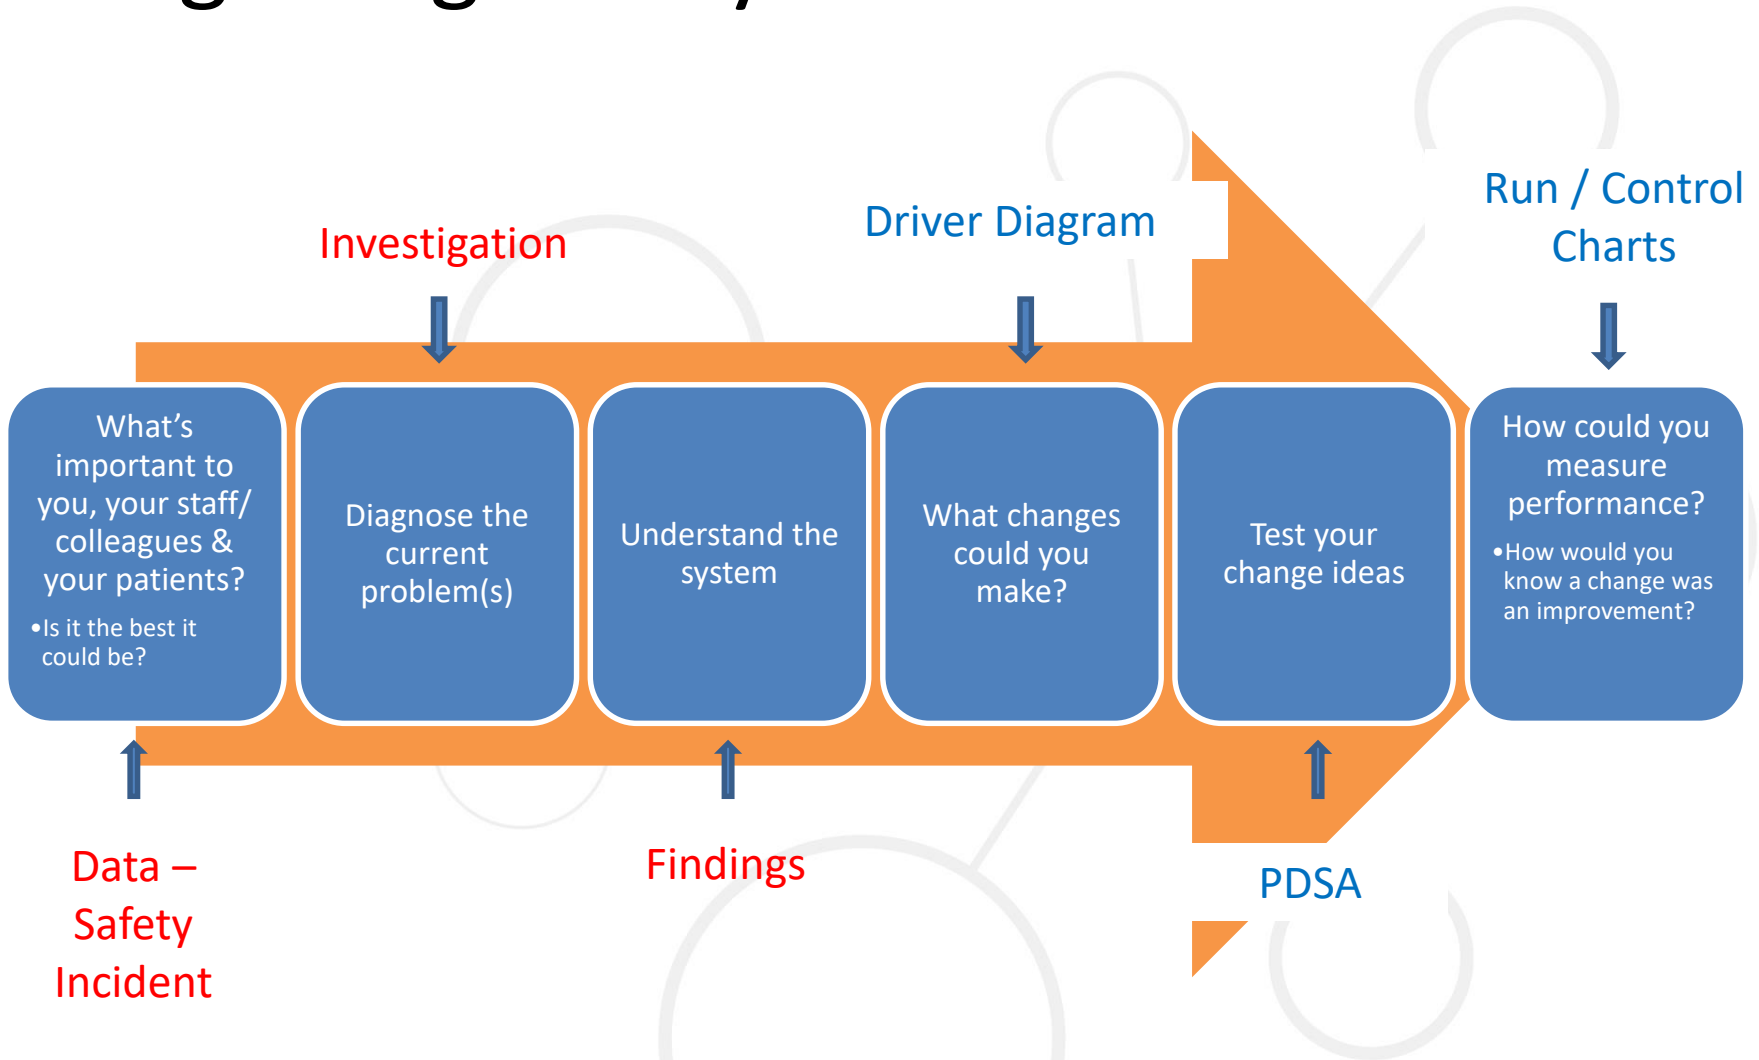 Investigation
Driver Diagram
Run / Control
Charts
What’s
important to
you, your staff/
colleagues &
your patients?
•Is it the best it
could be?
Diagnose the
current
problem(s)
Understand the
system
What changes
could you
make?
Test your
change ideas
How could you
measure
performance?
•How would you
know a change was
an improvement?
Data –
Safety
Incident
Findings
PDSA